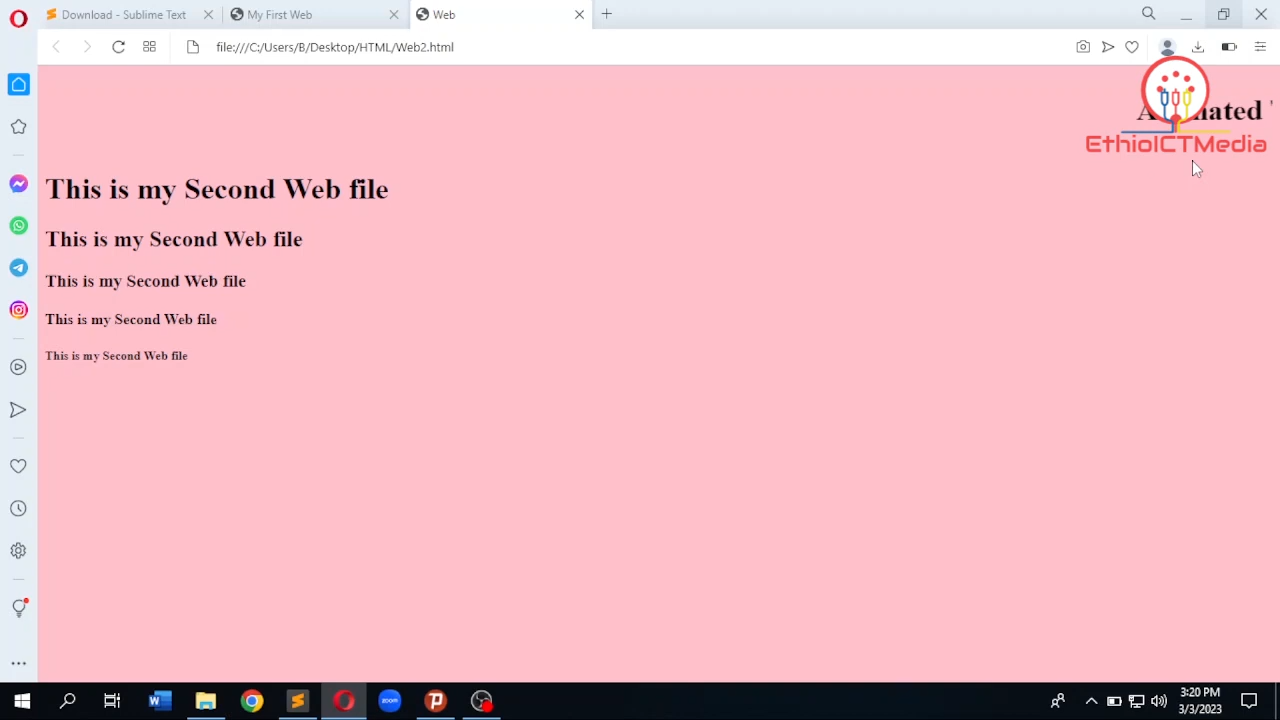 Download - Sublime Text
My First Web
Web
file:///C:/Users/B/Desktop/HTML/Web2.html
EthioICTMedia
This is my Second Web file
This is my Second Web file
This is my Second Web file
This is my Second Web file
This is my Second Web file
zoom
3:20 PM
3/3/2023